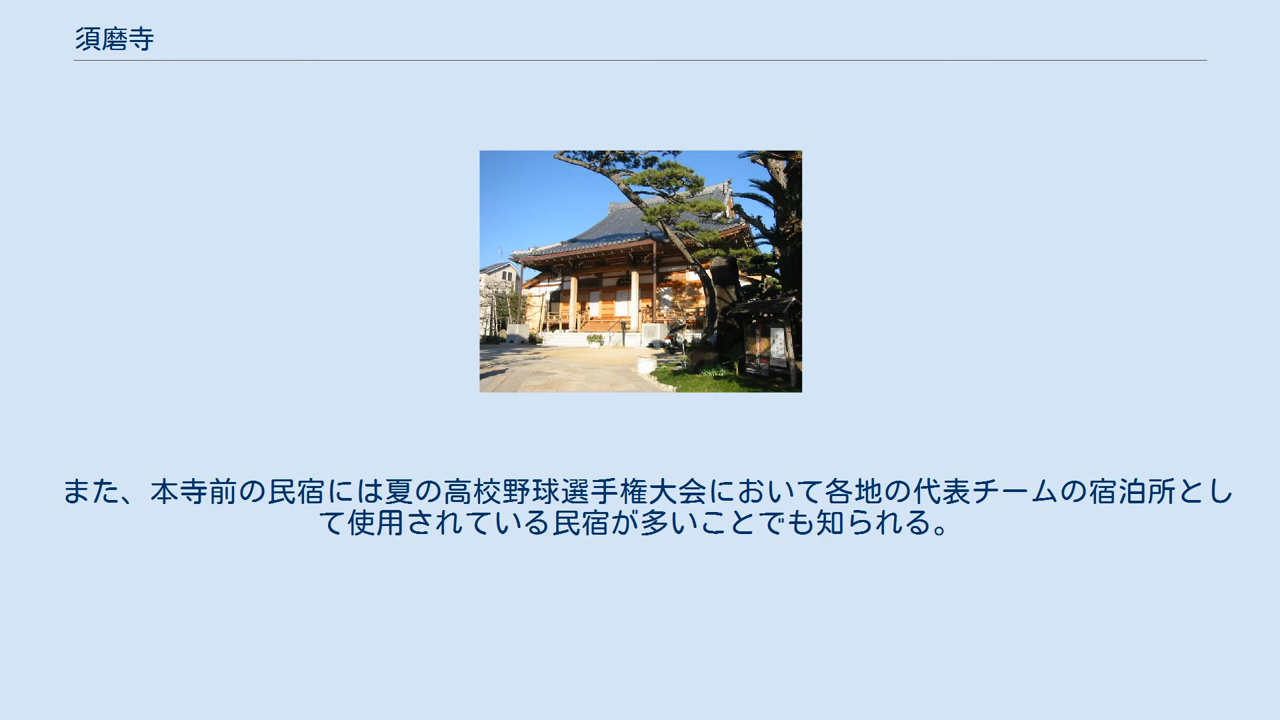 須磨寺
また、本寺前の民宿には夏の高校野球選手権大会において各地の代表チームの宿泊所とし
て使用されている民宿が多いことでも知られる。